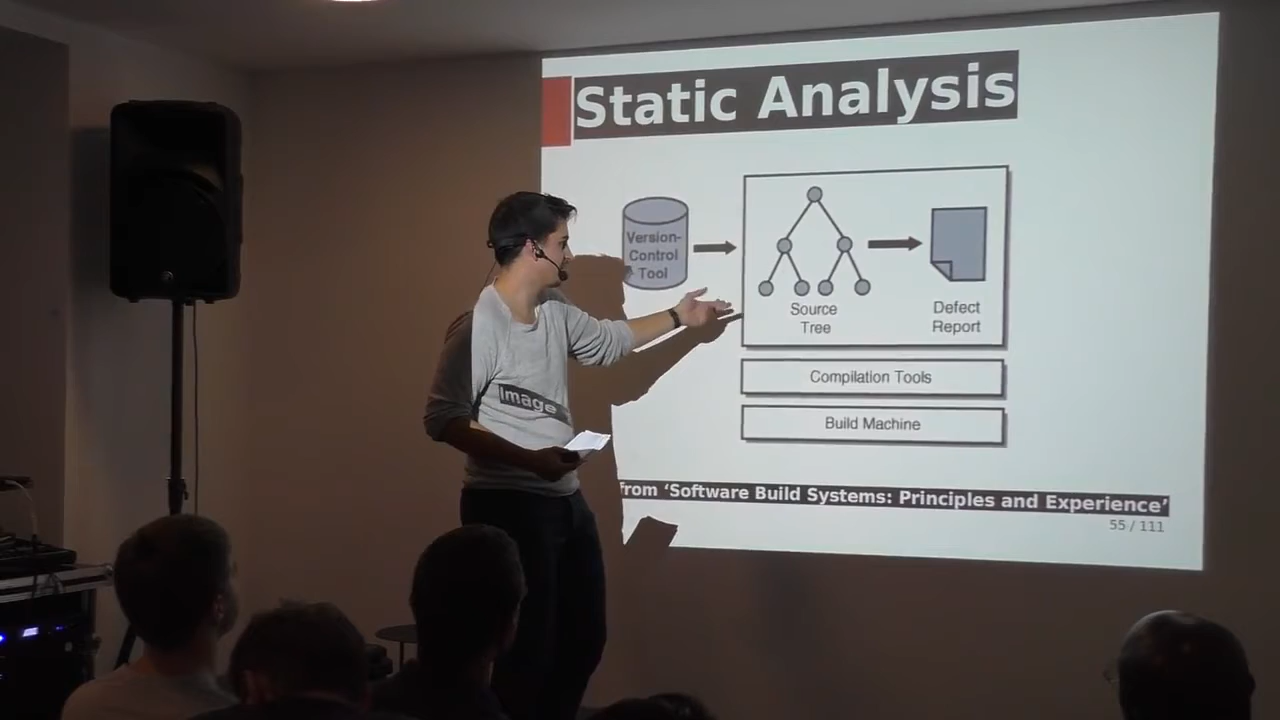 Static Analysis
Version-
Control
Tool
Source
Tree
Defect
Report
Compilation Tools
Build Machine
Image
From ‘Software Build Systems: Principles and Experience’
55 / 111